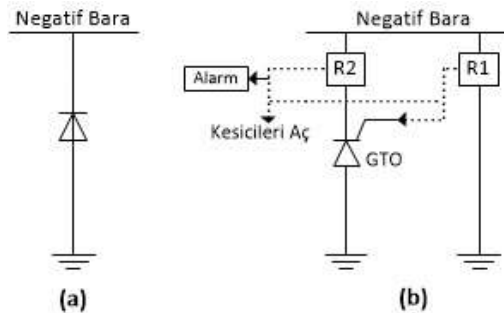 Negatif Bara
Negatif Bara
R2
R1
Alarm
Kesicileri Aç
GTO
(a)
(b)